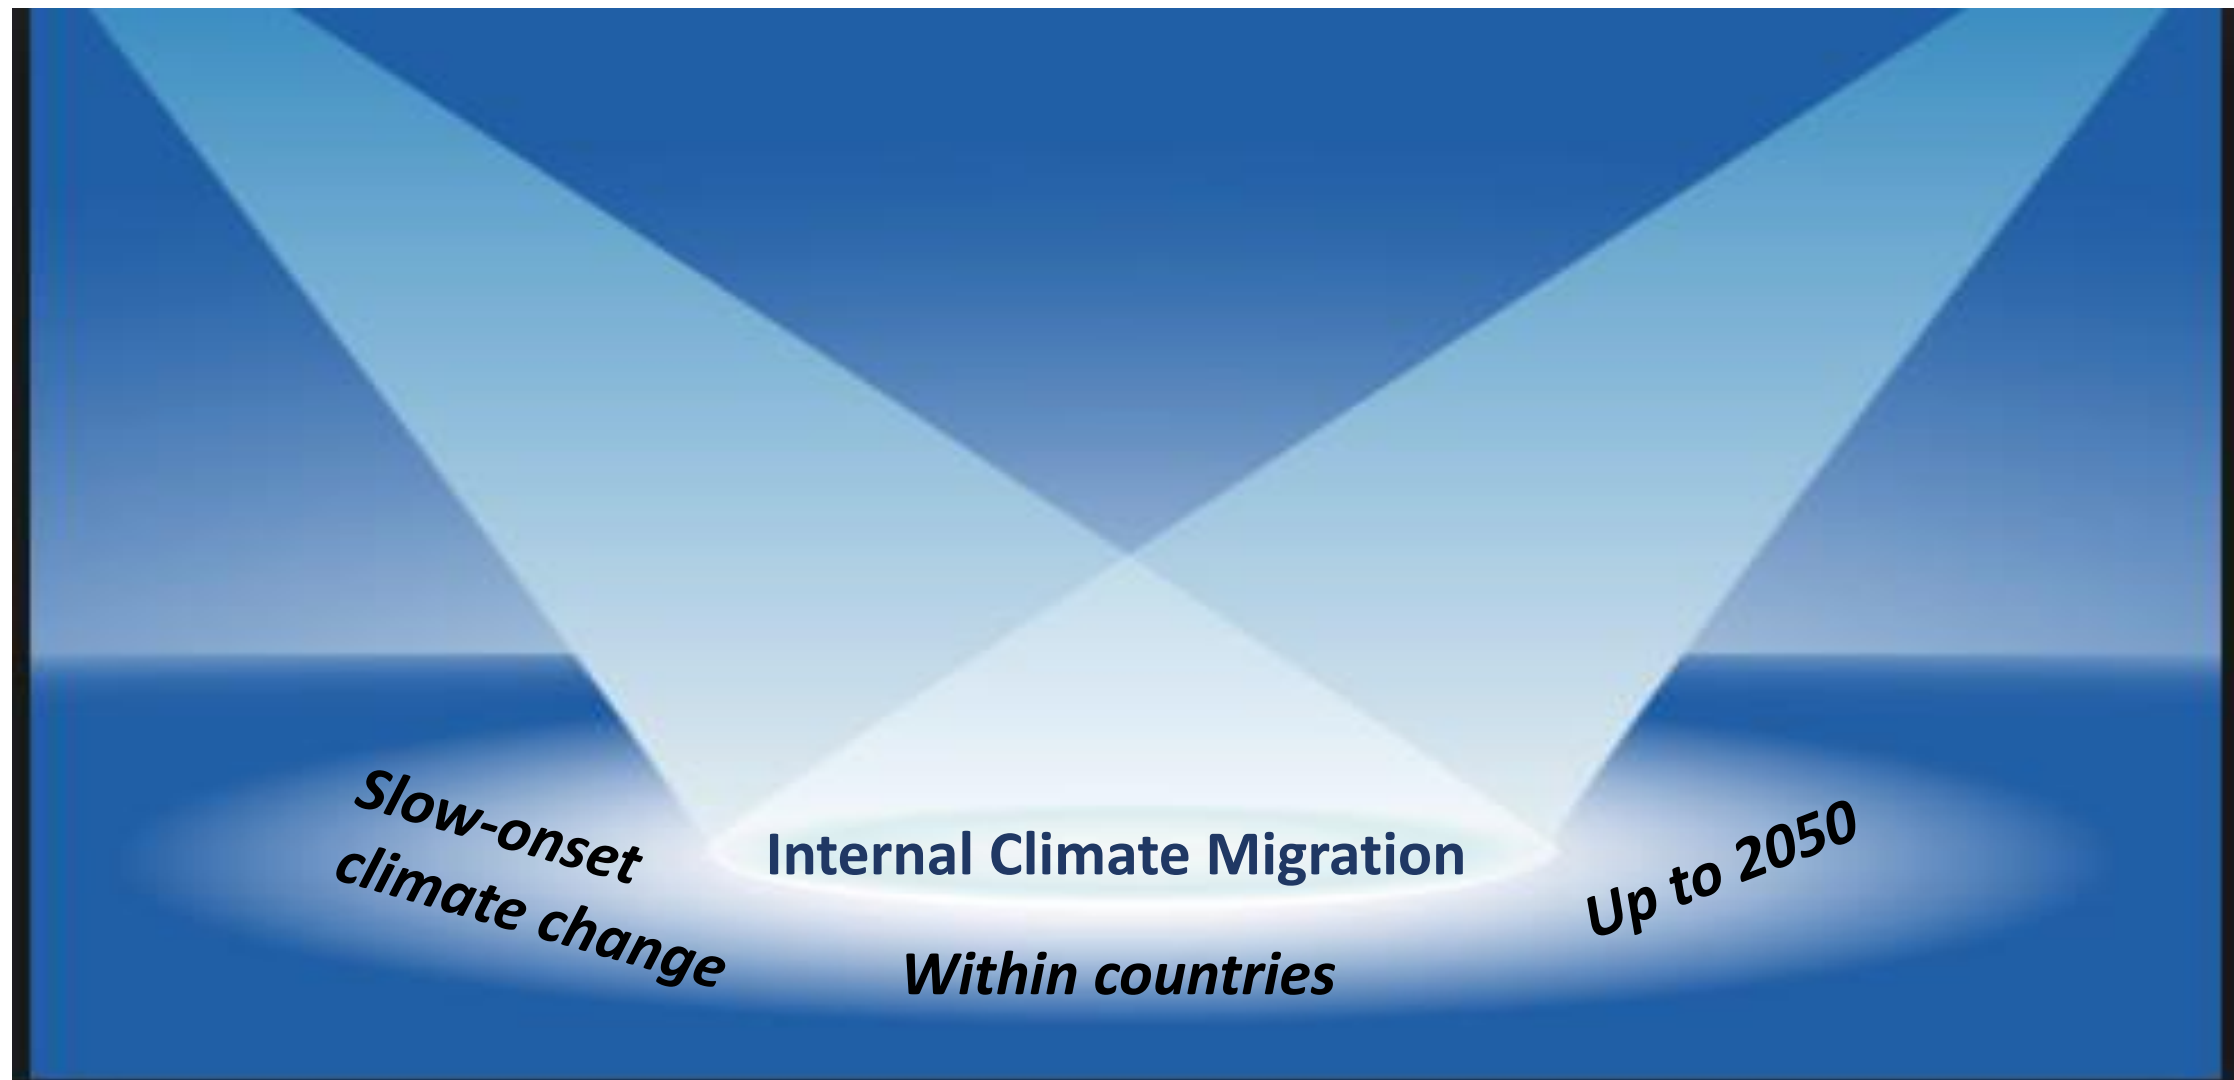 Slow-onset
climate change
Internal Climate Migration
Within countries
Up to 2050